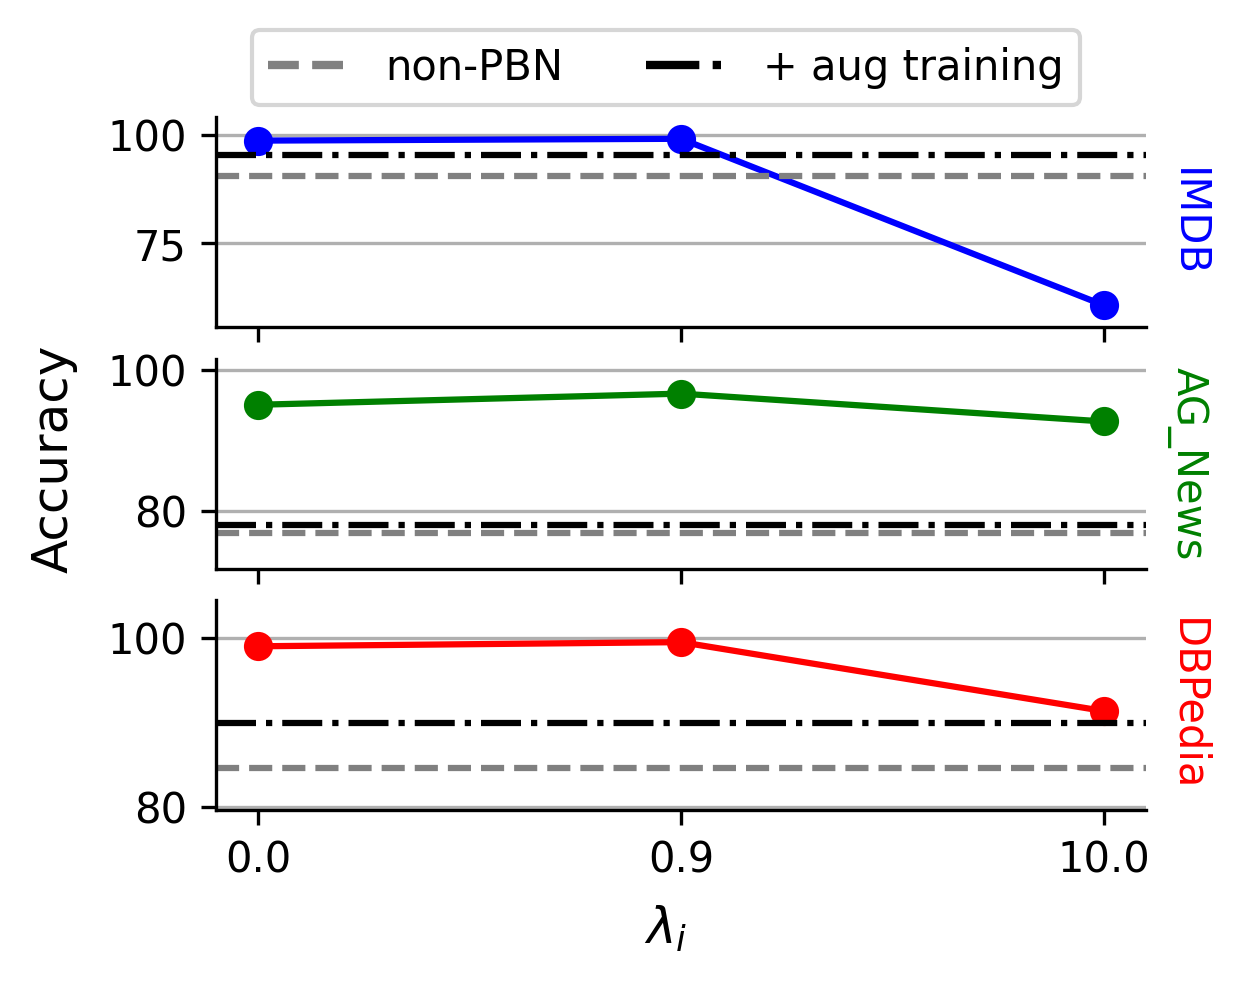 non-PBN
+ aug training
100
75
IMDB
100
80
AG_News
Accuracy
100
80
DBPedia
0.0
0.9
10.0
λi